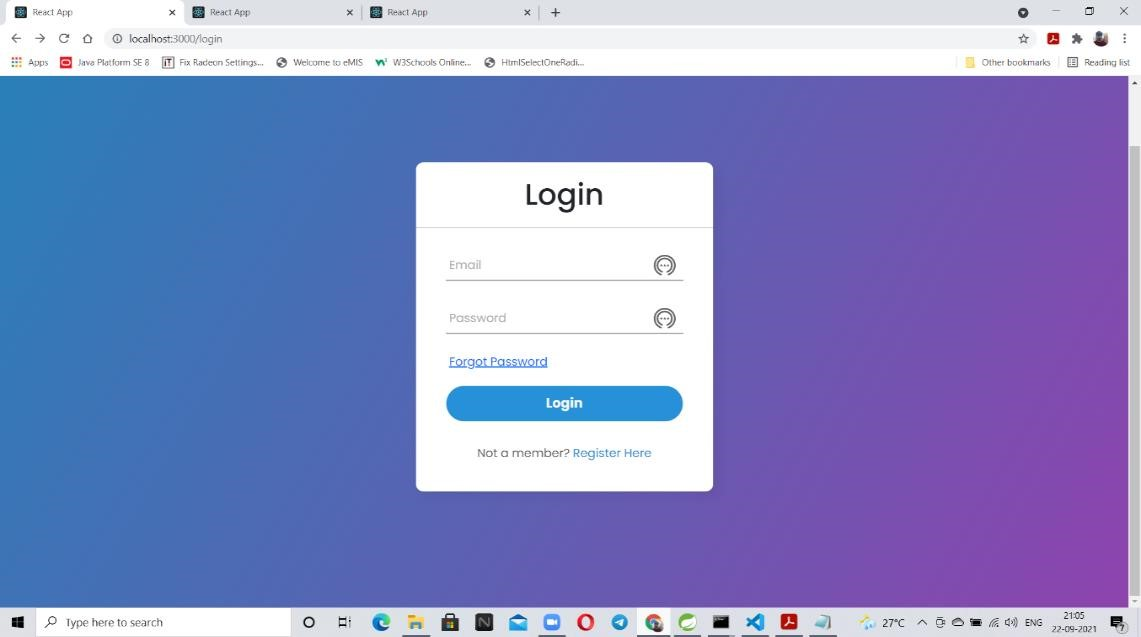 React App
React App
React App
localhost:3000/login
Apps
Java Platform SE 8
Fix Radeon Settings...
Welcome to eMIS
W3Schools Online...
HtmlSelectOneRadi...
Other bookmarks
Reading list
Login
Email
Password
Forgot Password
Login
Not a member? Register Here
Type here to search
27°C
ENG
21:05
22-09-2021
7